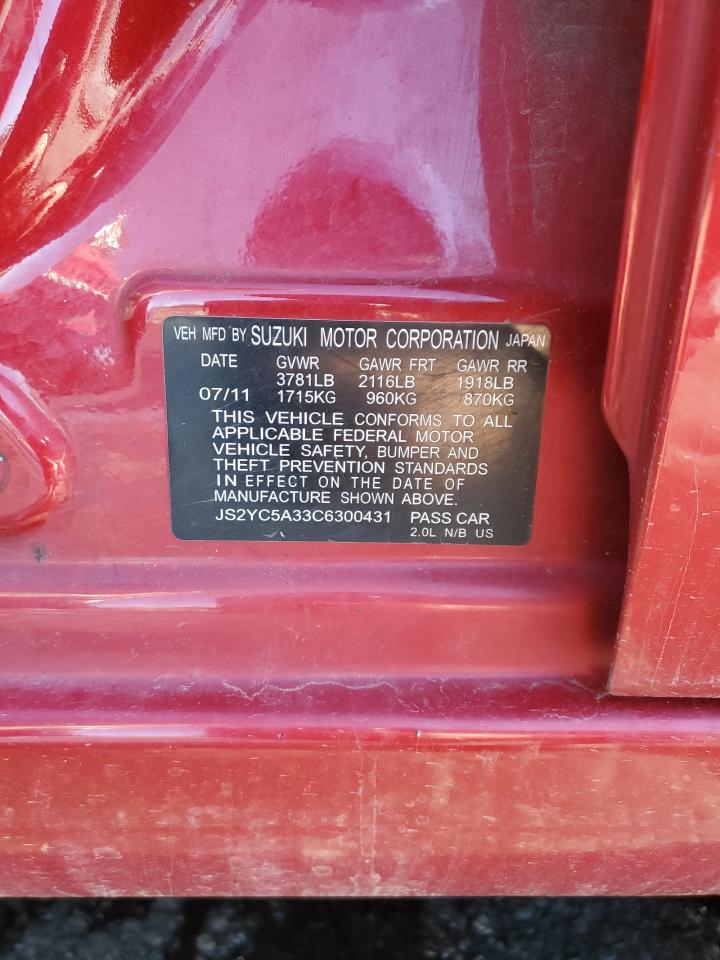 VEH MFD BY SUZUKI MOTOR CORPORATION JAPAN
DATE GVWR GAWR FRT GAWR RR
3781LB 2116LB 1918LB
07/11 1715KG 960KG 870KG
THIS VEHICLE CONFORMS TO ALL
APPLICABLE FEDERAL MOTOR
VEHICLE SAFETY, BUMPER AND
THEFT PREVENTION STANDARDS
IN EFFECT ON THE DATE OF
MANUFACTURE SHOWN ABOVE.
JS2YC5A33C6300431 PASS CAR
2.0L N/B US